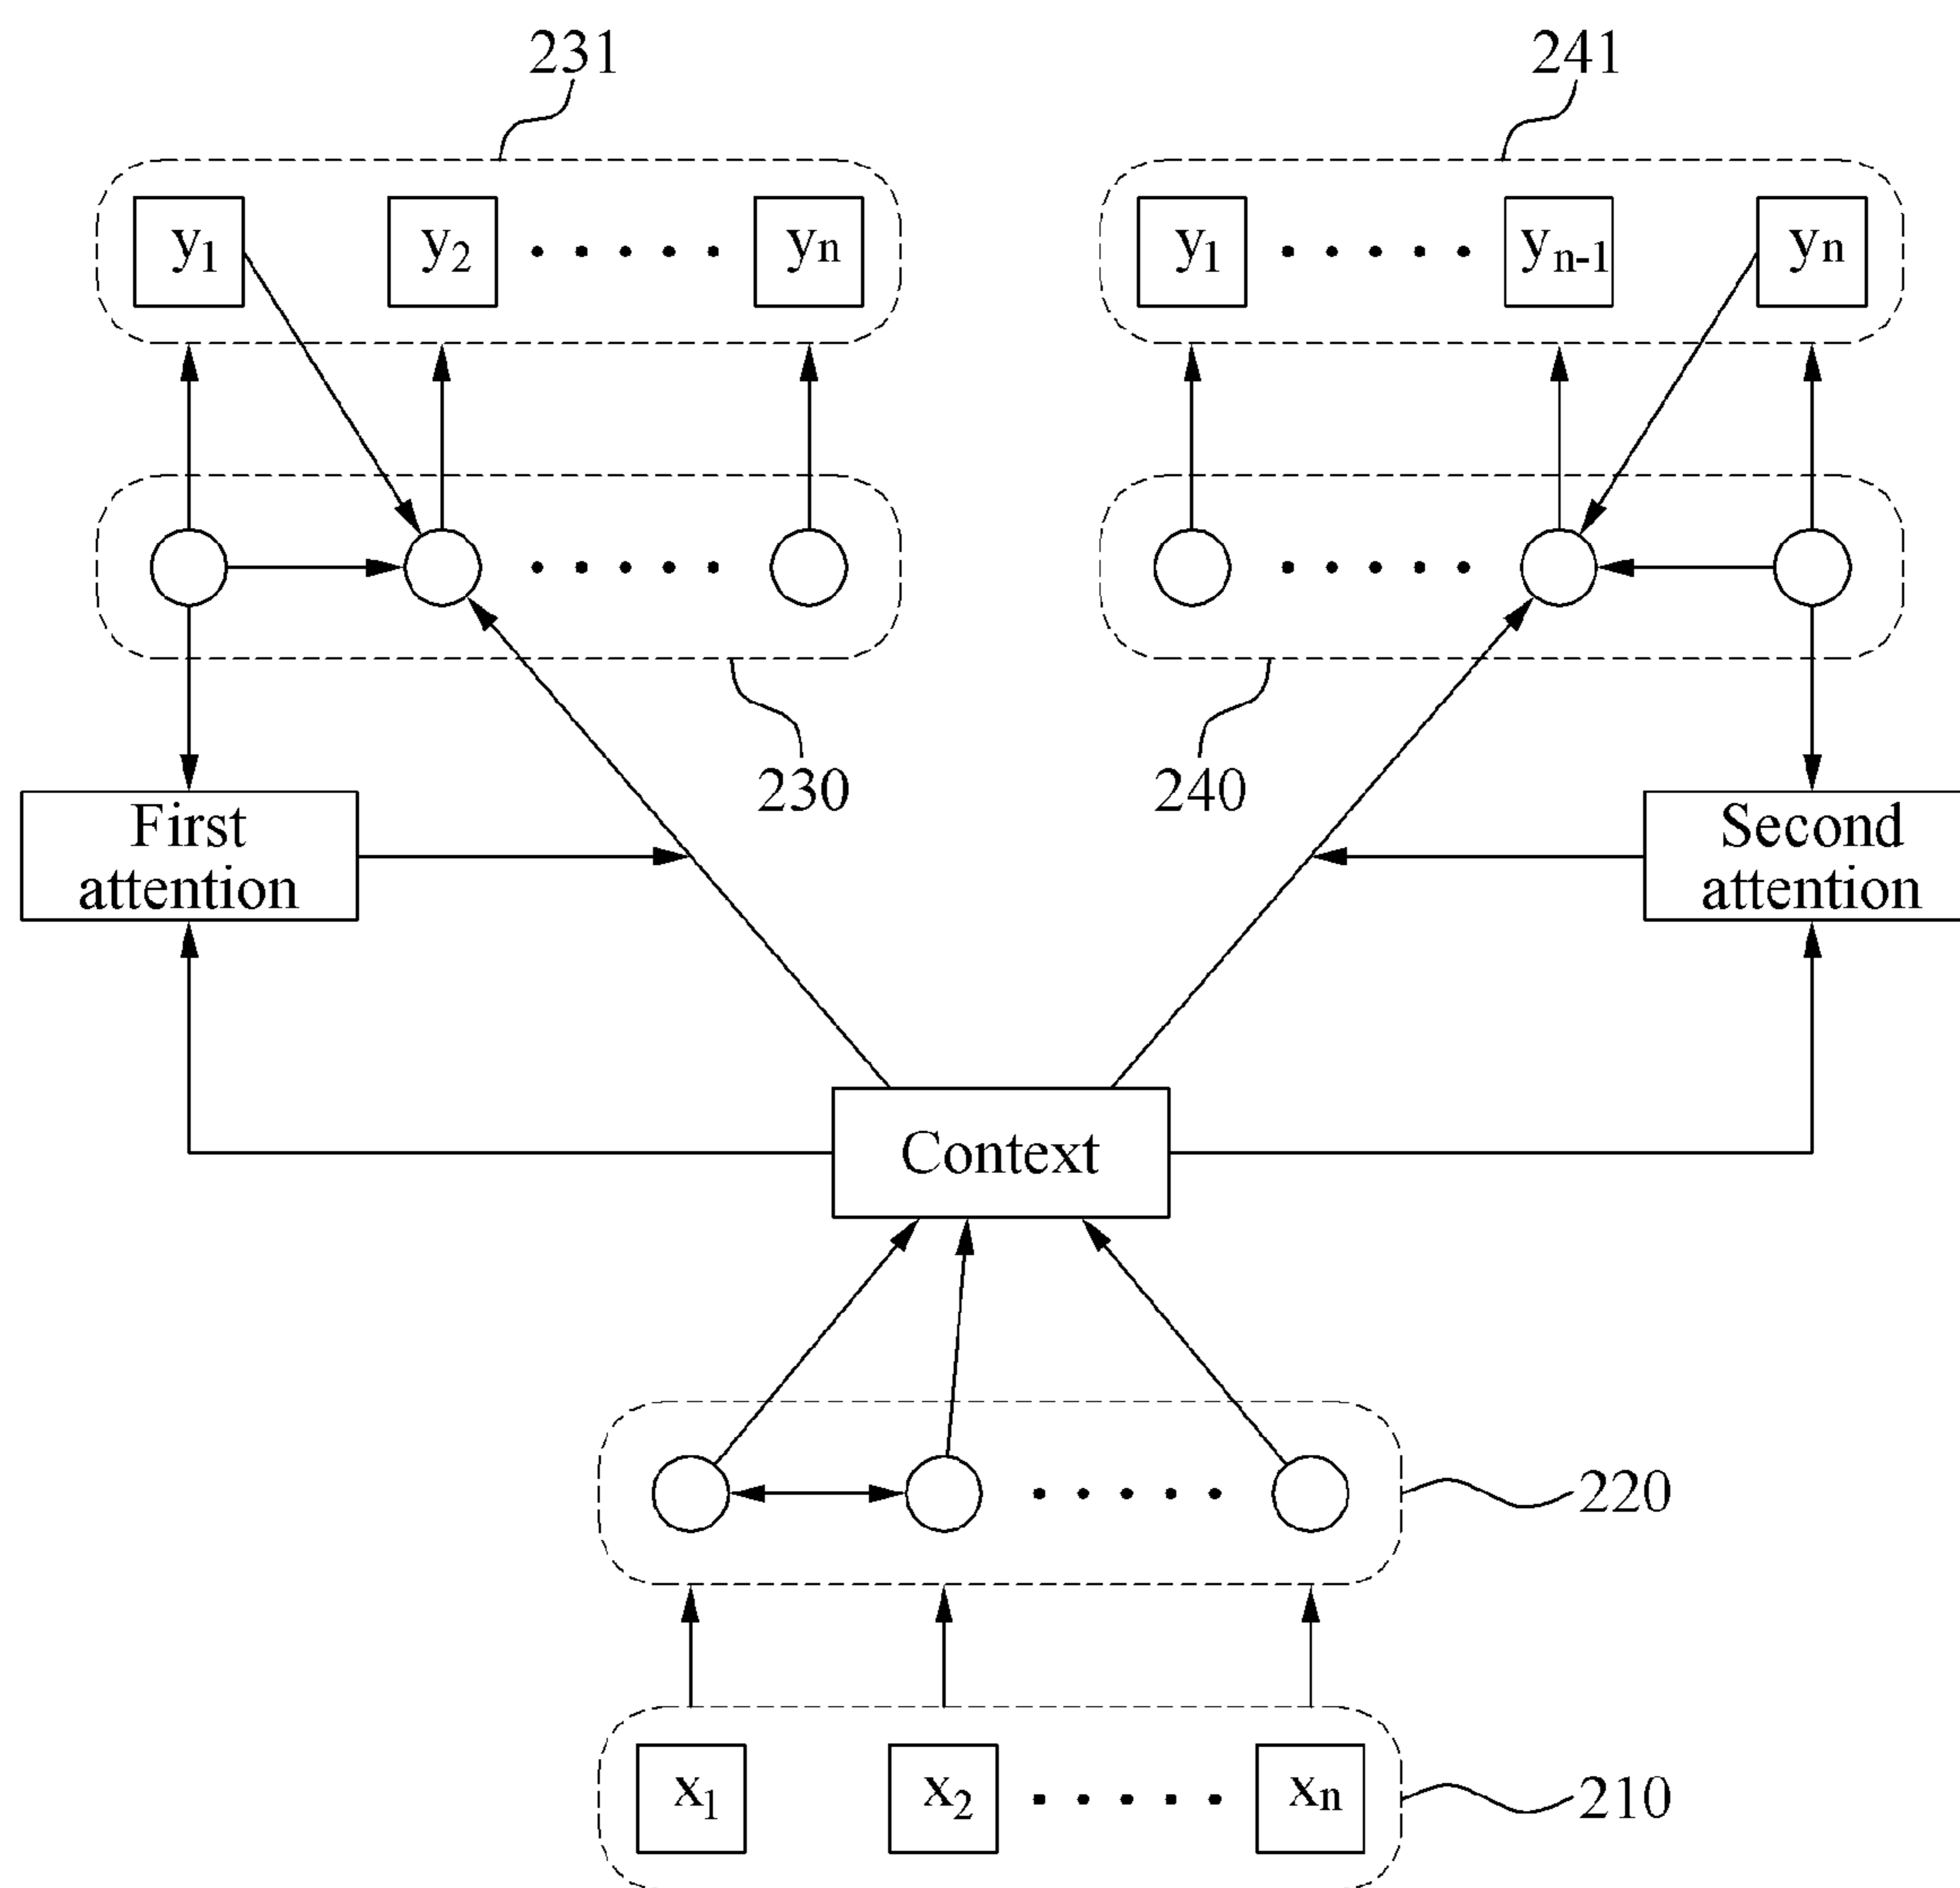 231 241
y1 y2 yn y1 yn-1 yn
230 240
First
attention
Second
attention
Context
220
x1 x2 xn
210